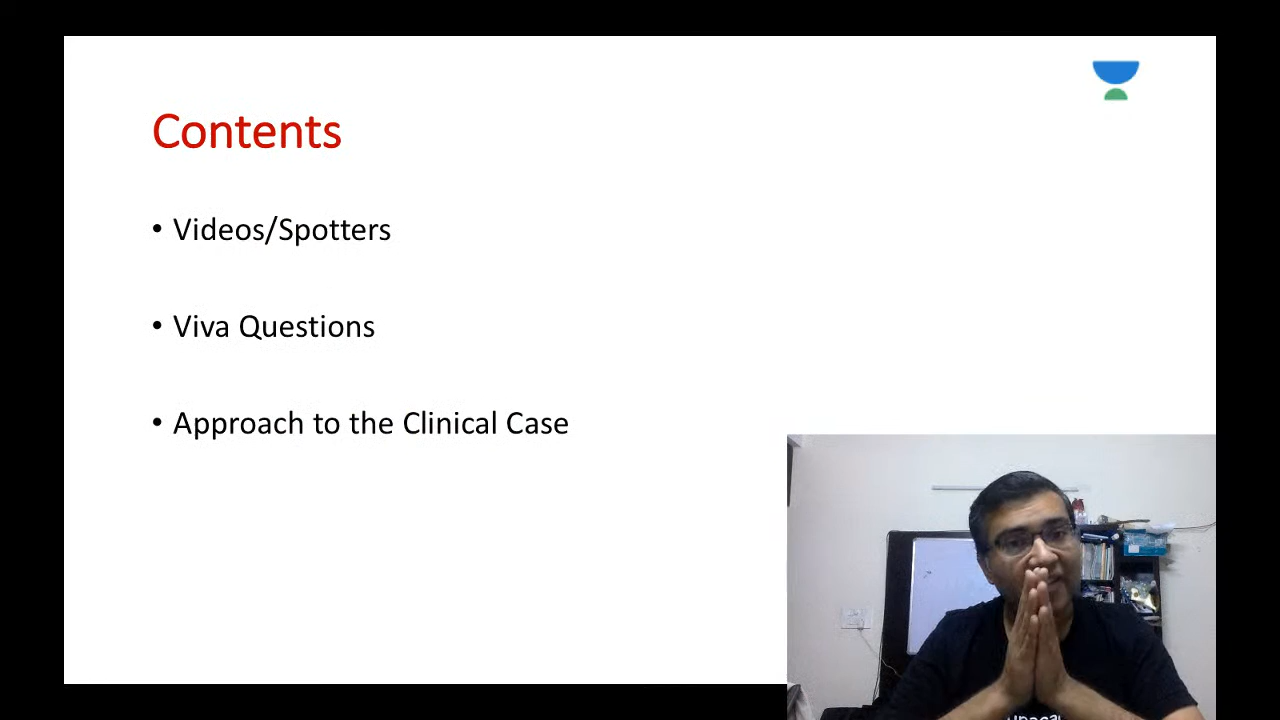 Contents
• Videos/Spotters
• Viva Questions
• Approach to the Clinical Case